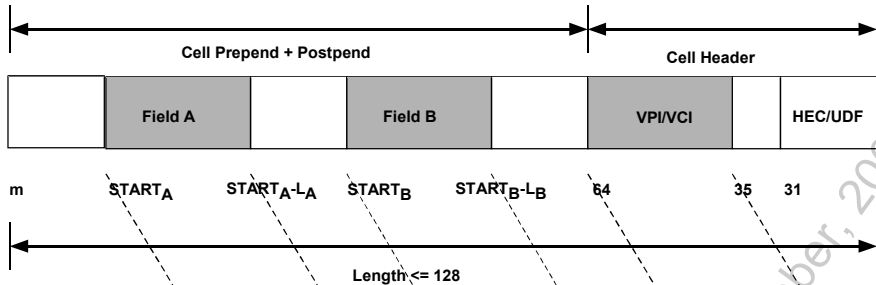 Cell Prepend + Postpend
Cell Header
Field A
Field B
VPI/VCI
HEC/UDF
m
STARTA
STARTA-LA
STARTB
STARTB-LB
64
35
31
Length <= 128